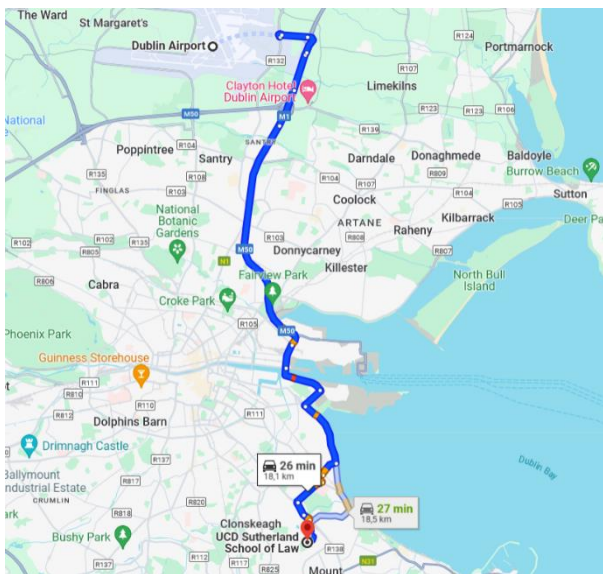 The Ward
St Margaret's
Dublin Airport
R132
R124
Portmarnock
R107
Clayton Hotel
Dublin Airport
Limekilns
R106
M50
M1
R123
R123
R106
National
R139
SANTRY
Poppintree
R104
Santry
Darndale
Donaghmede
Baldoyle
Burrow Beach
R135
R108
R104
R809
FINGLAS
R103
R107
Coolock
R104
Sutton
National
Botanic
Gardens
ARTANE
Kilbarrack
R105
Deer Pa
R102
R102
R135
M50
R103
R808
Raheny
R805
Donnycarney
R807
N1
Killester
R806
Cabra
Fairview Park
North Bull
Island
Croke Park
Phoenix Park
R105
M50
Guinness Storehouse
R111
R111
R110
R111
R812
Dolphins Barn
R810
Drimnagh Castle
R137
26 min
18,1 km
Dublin Bay
Ballymount
Industrial Estate
R817
R820
27 min
18,5 km
CRUMLIN
Clonskeagh
UCD Sutherland
School of Law
Bushy Park
R138
R137
R112
N31
R825
Mount